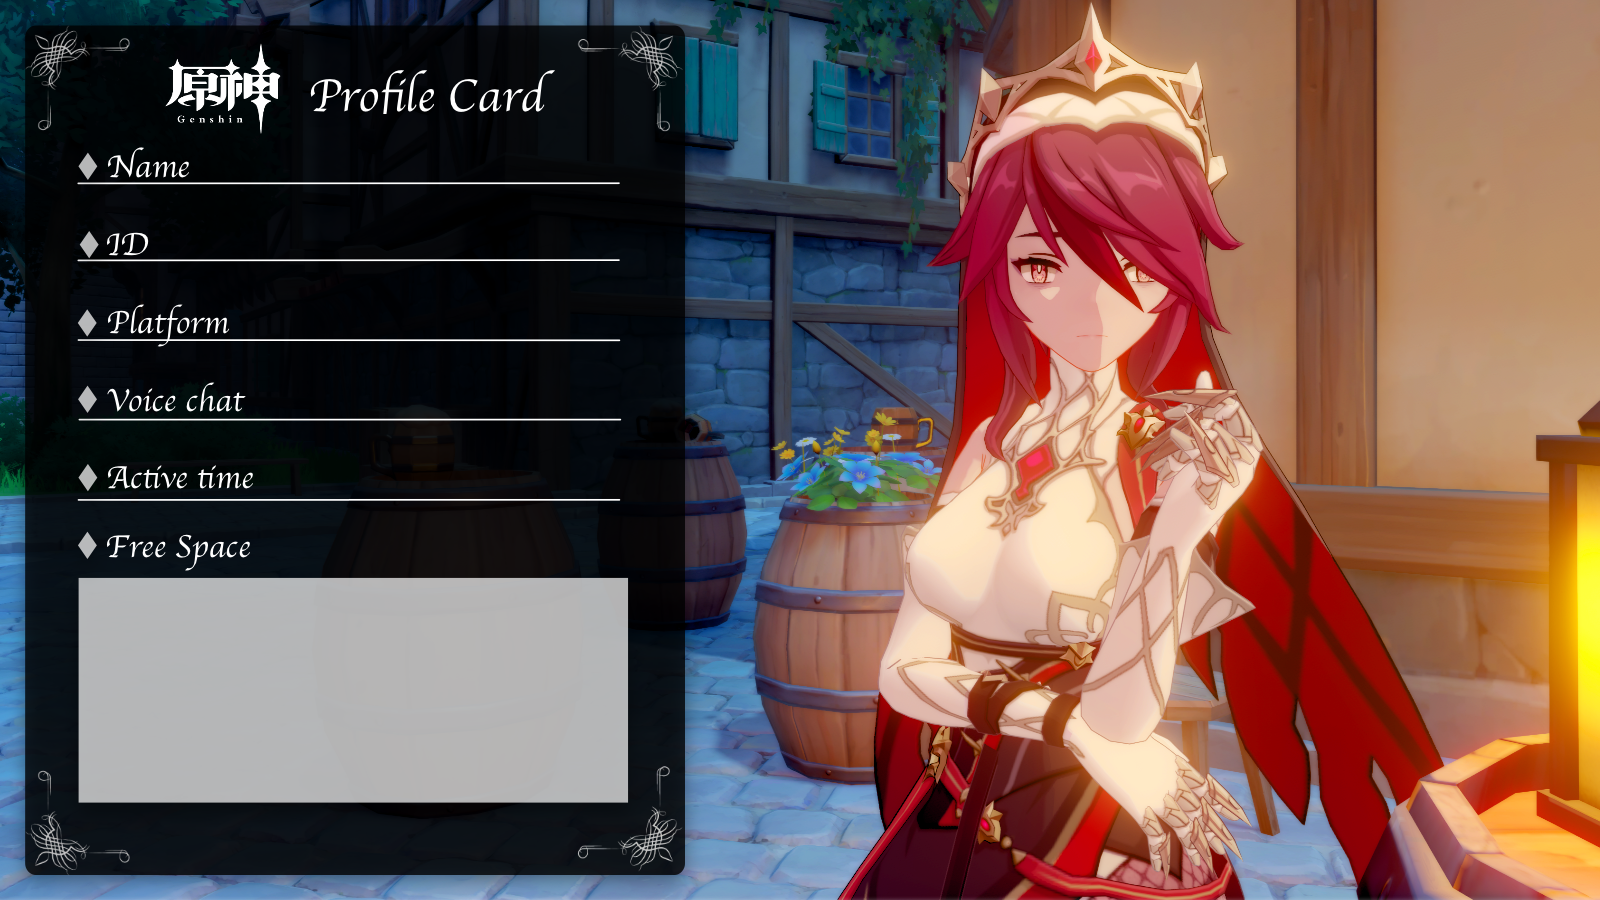 原神
Genshin
Profile Card
Name
ID
Platform
Voice chat
Active time
Free Space